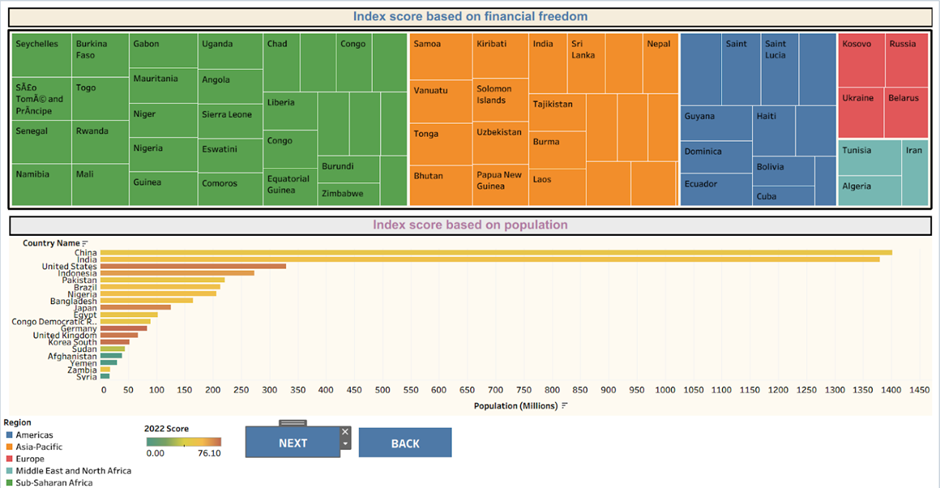 Index score based on financial freedom
Seychelles
Burkina
Faso
Gabon
Uganda
Chad
Congo
SÃ£o
TomÃ© and
PrÃ­ncipe
Togo
Mauritania
Angola
Liberia
Niger
Sierra Leone
Senegal
Rwanda
Congo
Nigeria
Eswatini
Burundi
Namibia
Mali
Guinea
Comoros
Equatorial
Guinea
Zimbabwe
Samoa
Kiribati
India
Sri
Lanka
Nepal
Vanuatu
Solomon
Islands
Tajikistan
Tonga
Uzbekistan
Burma
Bhutan
Papua New
Guinea
Laos
Saint
Saint
Lucia
Guyana
Haiti
Dominica
Bolivia
Ecuador
Cuba
Kosovo
Russia
Ukraine
Belarus
Tunisia
Iran
Algeria
Index score based on population
Country Name
China
India
United States
Indonesia
Pakistan
Brazil
Nigeria
Bangladesh
Japan
Egypt
Congo Democratic R..
Germany
United Kingdom
Korea South
Sudan
Afghanistan
Yemen
Zambia
Syria
0 50 100 150 200 250 300 350 400 450 500 550 600 650 700 750 800 850 900 950 1000 1050 1100 1150 1200 1250 1300 1350 1400 1450
Population (Millions)
Region
Americas
Asia-Pacific
Europe
Middle East and North Africa
Sub-Saharan Africa
2022 Score
0.00 76.10
NEXT
BACK